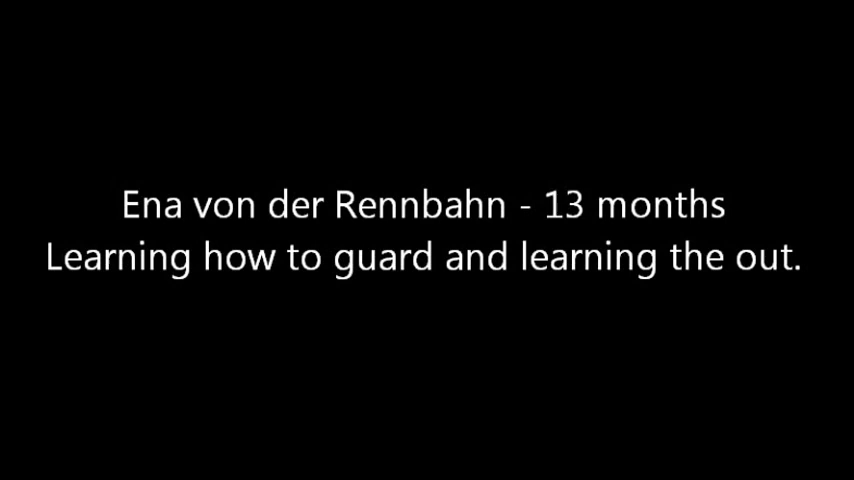 Ena von der Rennbahn - 13 months
Learning how to guard and learning the out.